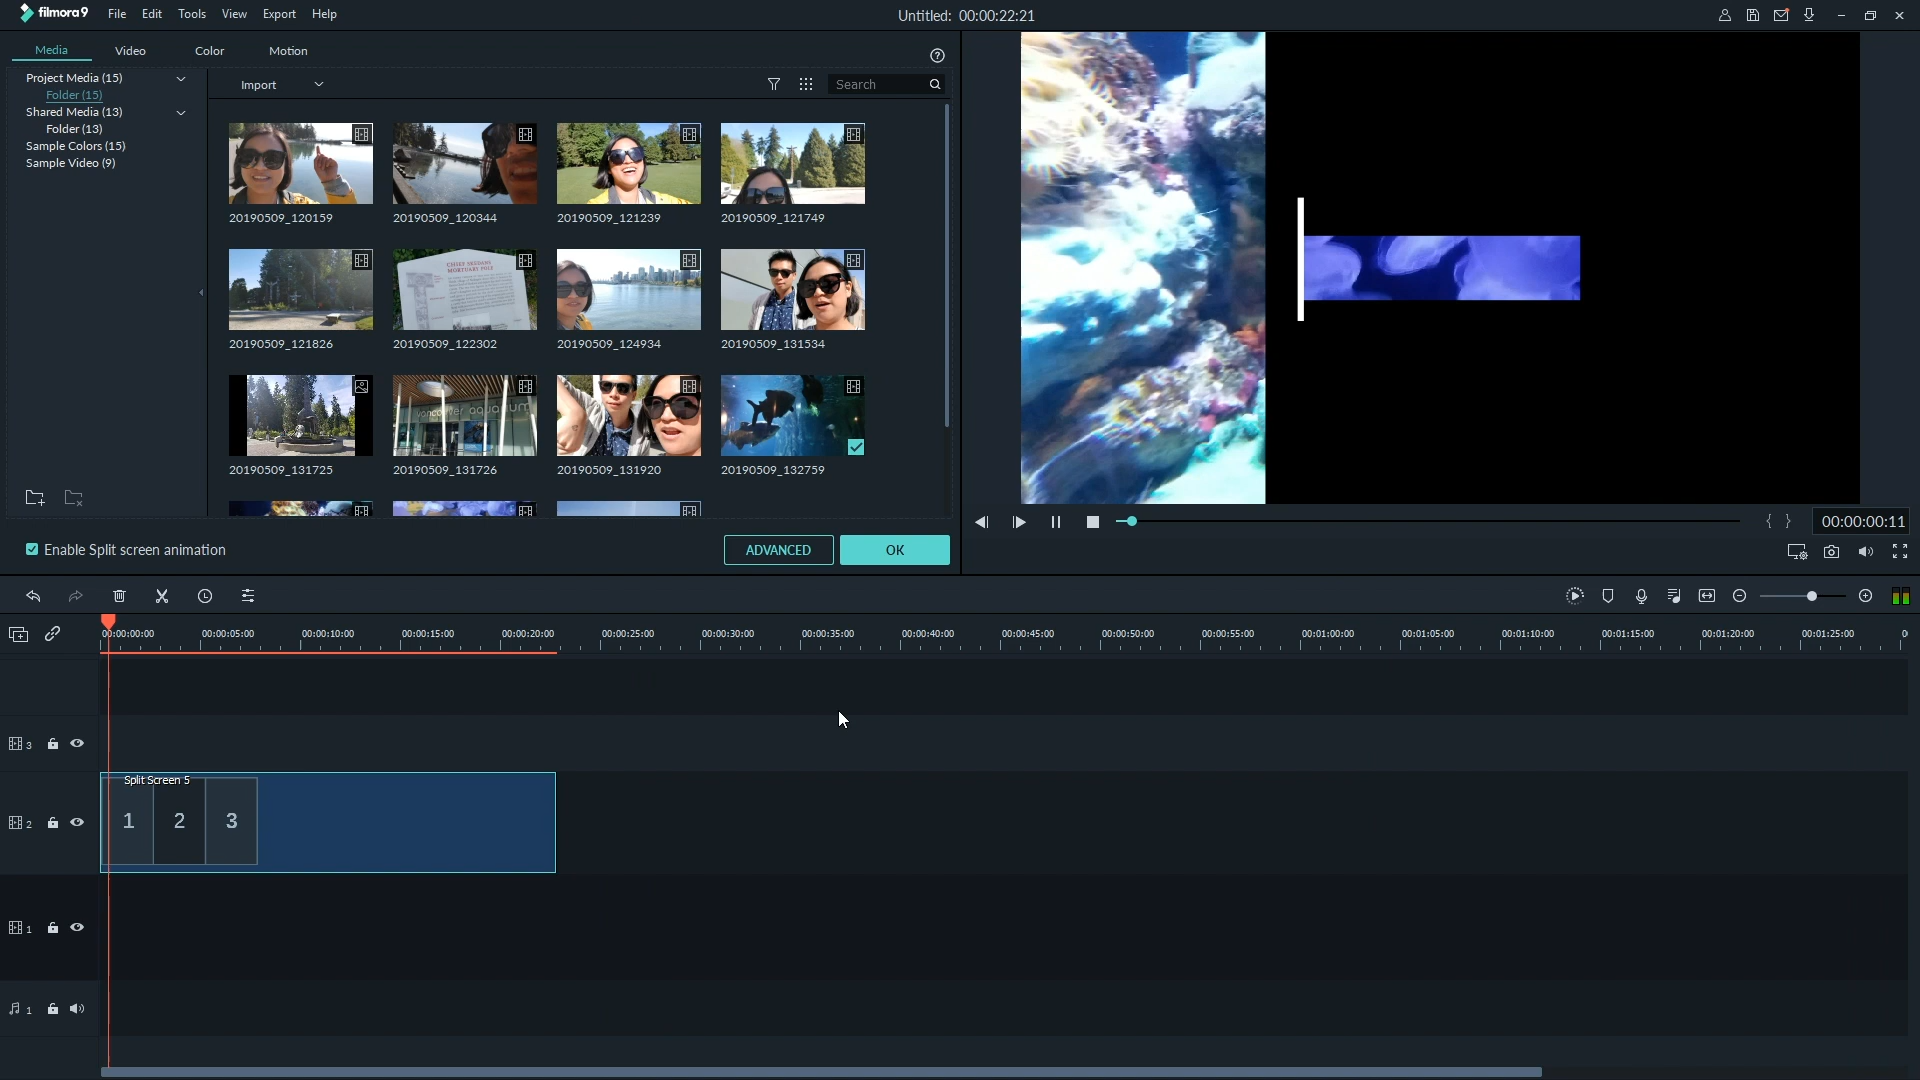 filmora9 File Edit Tools View Export Help Untitled: 00:00:22:21
Media Video Color Motion
Project Media (15)
Folder (15)
Shared Media (13)
Folder (13)
Sample Colors (15)
Sample Video (9)
Import Search
20190509_120159 20190509_120344 20190509_121239 20190509_121749
CHIEF SKEDANS
MORTUARY POLE
20190509_121826 20190509_122302 20190509_124934 20190509_131534
vancouver aquarium
20190509_131725 20190509_131726 20190509_131920 20190509_132759
{ } 00:00:00:11
Enable Split screen animation ADVANCED OK
00:00:00:00 00:00:05:00 00:00:10:00 00:00:15:00 00:00:20:00 00:00:25:00 00:00:30:00 00:00:35:00 00:00:40:00 00:00:45:00 00:00:50:00 00:00:55:00 00:01:00:00 00:01:05:00 00:01:10:00 00:01:15:00 00:01:20:00 00:01:25:00
3
Split Screen 5
2 1 2 3
1
1